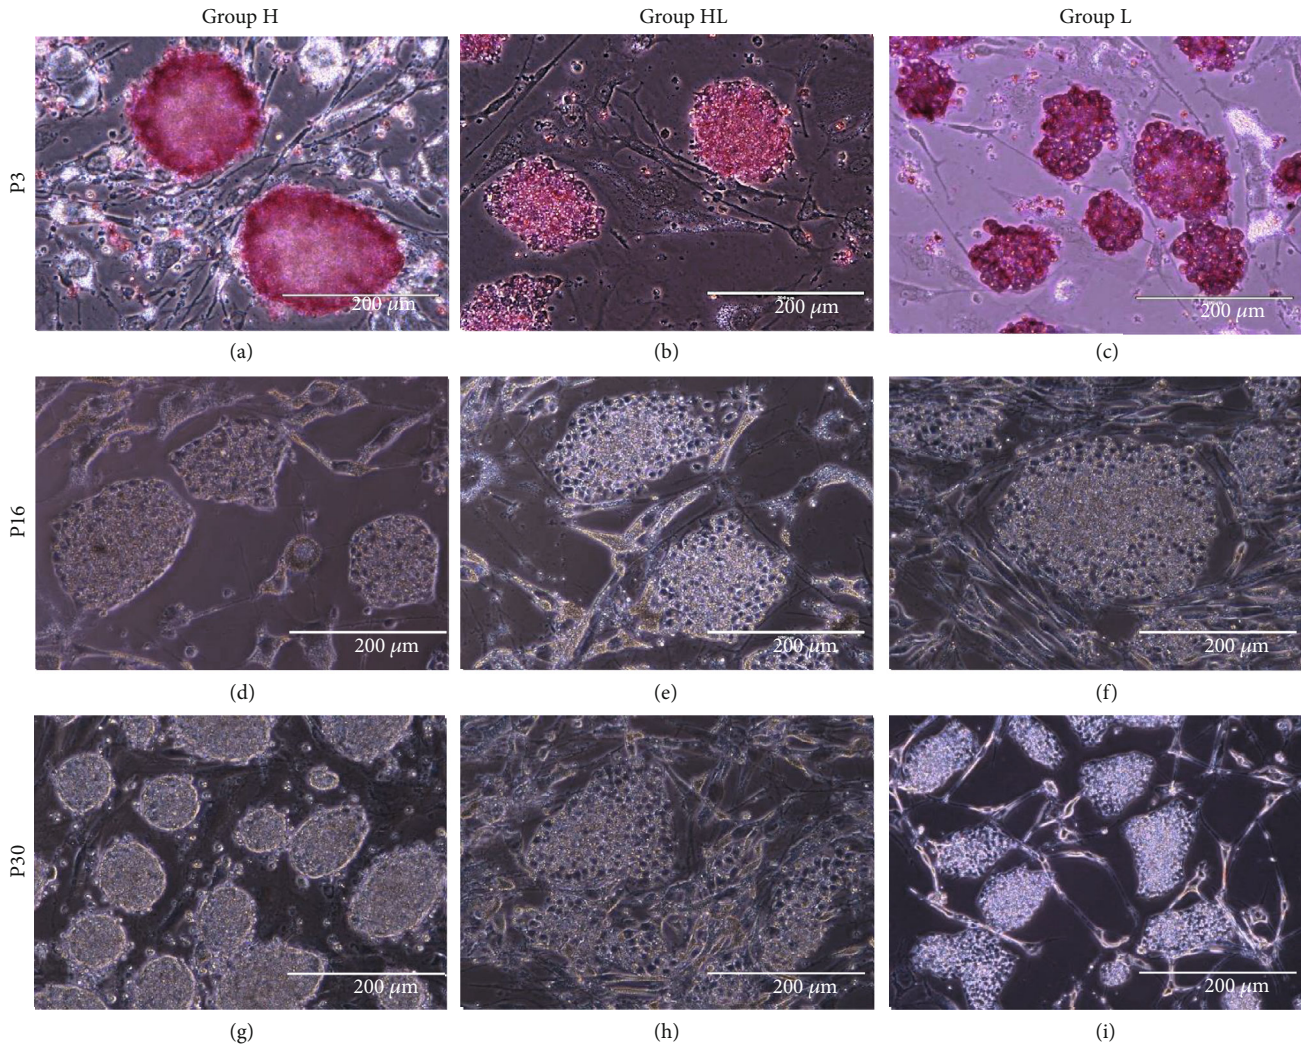 Group H Group HL Group L
P3
200 μm 200 μm 200 μm
(a) (b) (c)
P16
200 μm 200 μm 200 μm
(d) (e) (f)
P30
200 μm 200 μm 200 μm
(g) (h) (i)